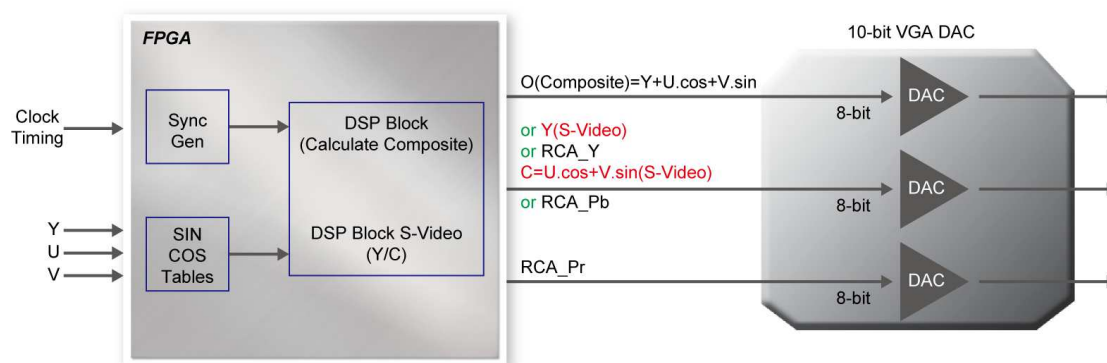 FPGA
10-bit VGA DAC
Clock
Timing
Sync
Gen
DSP Block
(Calculate Composite)
O(Composite)=Y+U.cos+V.sin
8-bit
DAC
or Y(S-Video)
or RCA_Y
C=U.cos+V.sin(S-Video)
or RCA_Pb
8-bit
DAC
Y
U
V
SIN
COS
Tables
DSP Block S-Video
(Y/C)
RCA_Pr
8-bit
DAC